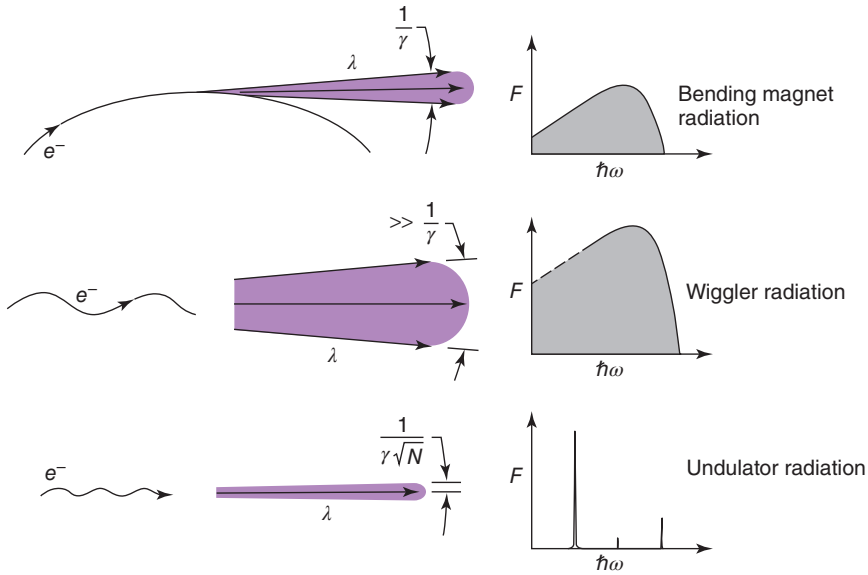 1
γ
λ
e⁻
F
ħω
Bending magnet
radiation
>> 1
γ
e⁻
λ
F
ħω
Wiggler radiation
1
γ√N
e⁻
λ
F
ħω
Undulator radiation